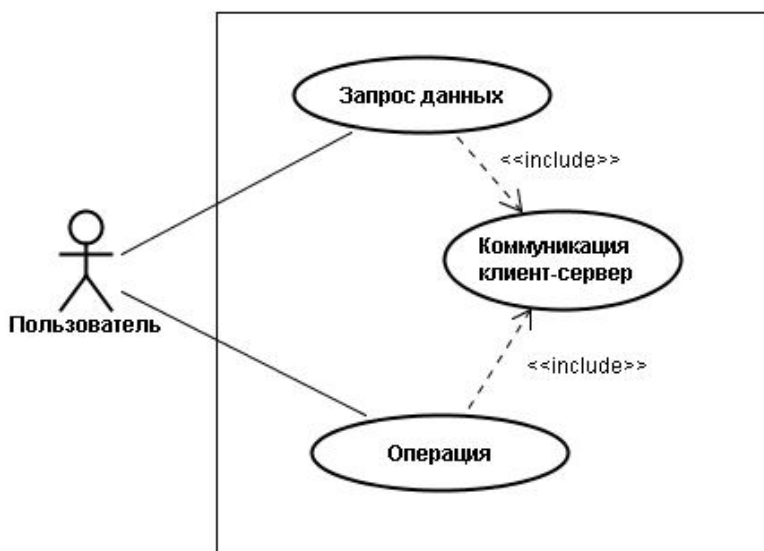 Запрос данных
<<include>>
Коммуникация
клиент-сервер
Пользователь
<<include>>
Операция